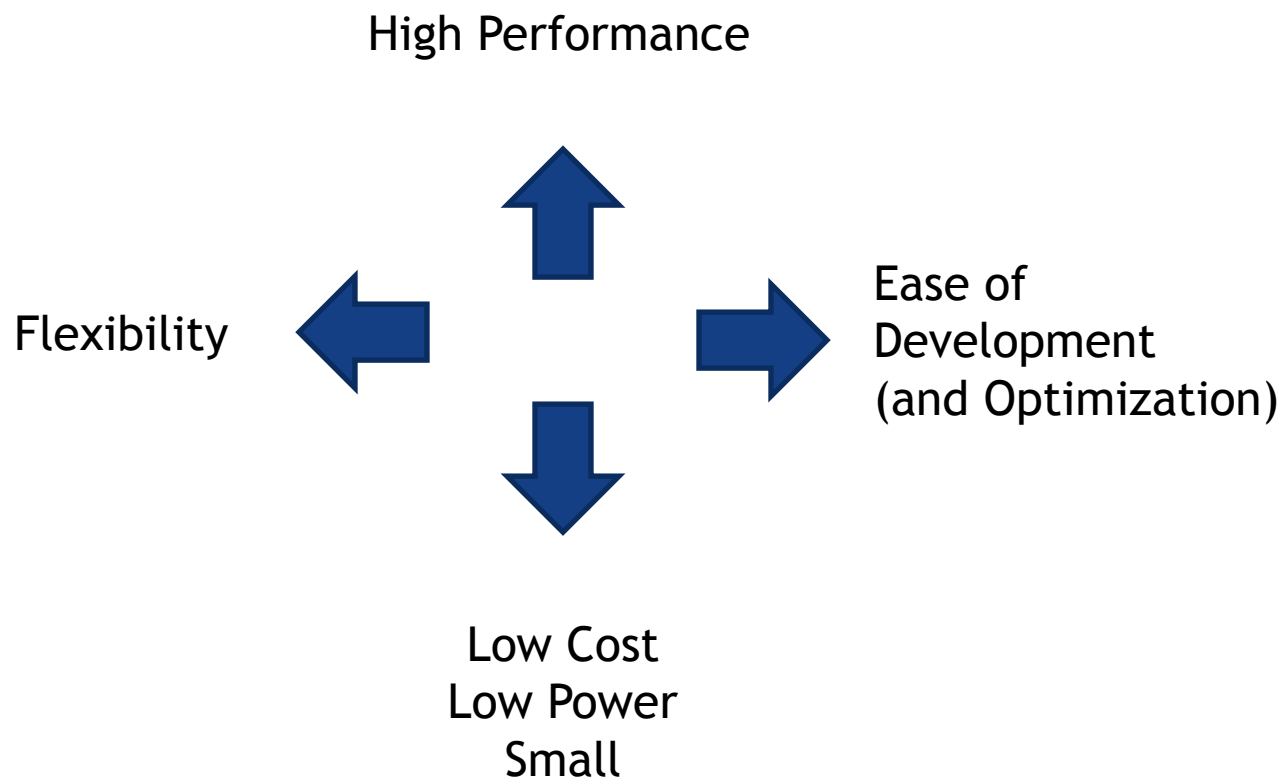 High Performance
Flexibility
Ease of
Development
(and Optimization)
Low Cost
Low Power
Small